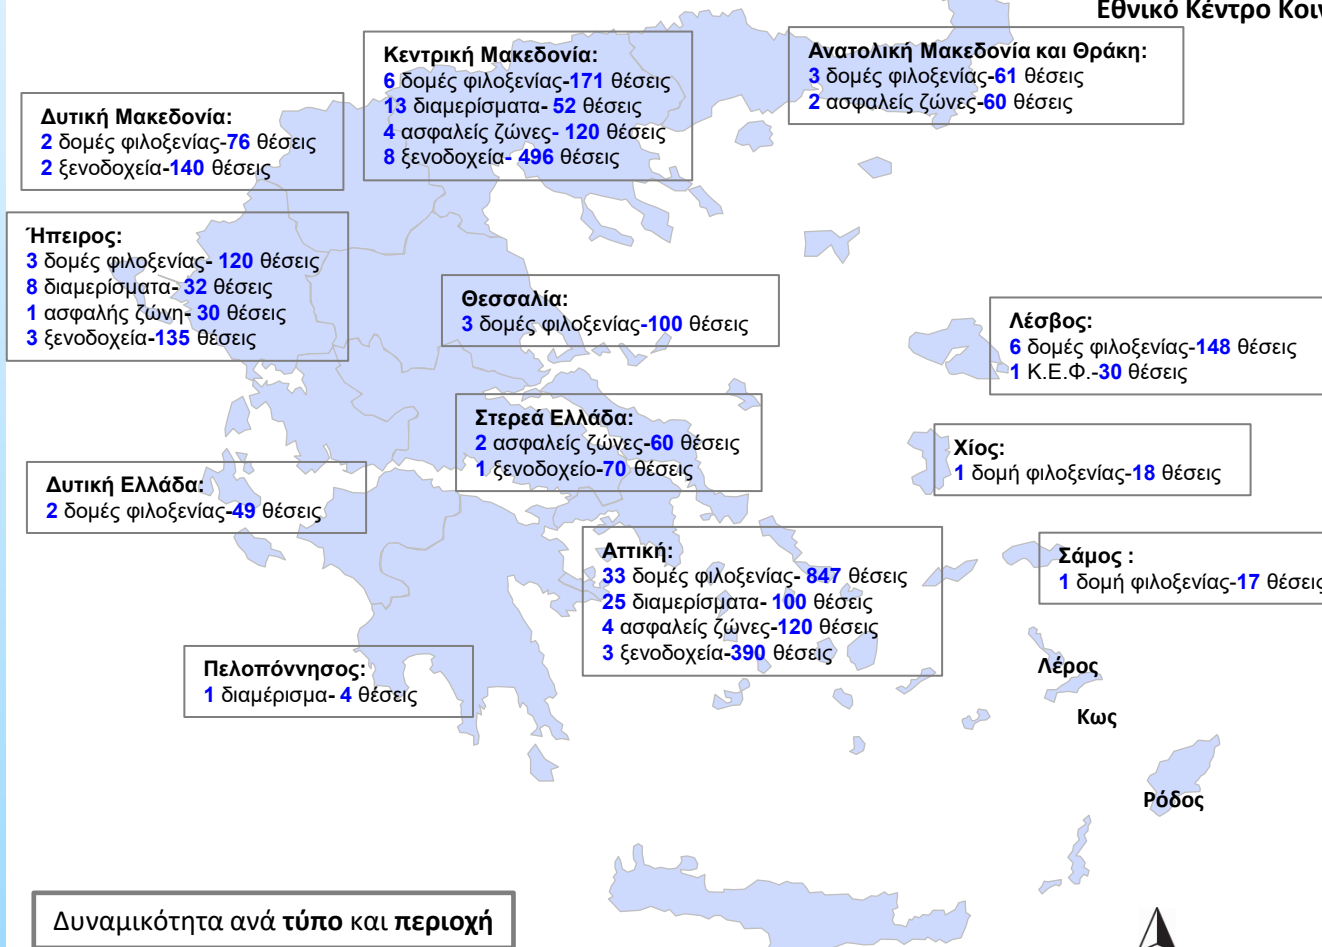 Εθνικό Κέντρο
Κεντρική Μακεδονία:
6 δομές φιλοξενίας-171 θέσεις
13 διαμερίσματα- 52 θέσεις
4 ασφαλείς ζώνες- 120 θέσεις
8 ξενοδοχεία- 496 θέσεις
Ανατολική Μακεδονία και Θράκη:
3 δομές φιλοξενίας-61 θέσεις
2 ασφαλείς ζώνες-60 θέσεις
Δυτική Μακεδονία:
2 δομές φιλοξενίας-76 θέσεις
2 ξενοδοχεία-140 θέσεις
Ήπειρος:
3 δομές φιλοξενίας- 120 θέσεις
8 διαμερίσματα- 32 θέσεις
1 ασφαλής ζώνη- 30 θέσεις
3 ξενοδοχεία-135 θέσεις
Θεσσαλία:
3 δομές φιλοξενίας-100 θέσεις
Λέσβος:
6 δομές φιλοξενίας-148 θέσεις
1 Κ.Ε.Φ.-30 θέσεις
Στερεά Ελλάδα:
2 ασφαλείς ζώνες-60 θέσεις
1 ξενοδοχείο-70 θέσεις
Χίος:
1 δομή φιλοξενίας-18 θέσεις
Δυτική Ελλάδα:
2 δομές φιλοξενίας-49 θέσεις
Αττική:
33 δομές φιλοξενίας- 847 θέσεις
25 διαμερίσματα- 100 θέσεις
4 ασφαλείς ζώνες-120 θέσεις
3 ξενοδοχεία-390 θέσεις
Σάμος :
1 δομή φιλοξενίας-17 θέσεις
Πελοπόννησος:
1 διαμέρισμα- 4 θέσεις
Λέρος
Κως
Ρόδος
Δυναμικότητα ανά τύπο και περιοχή